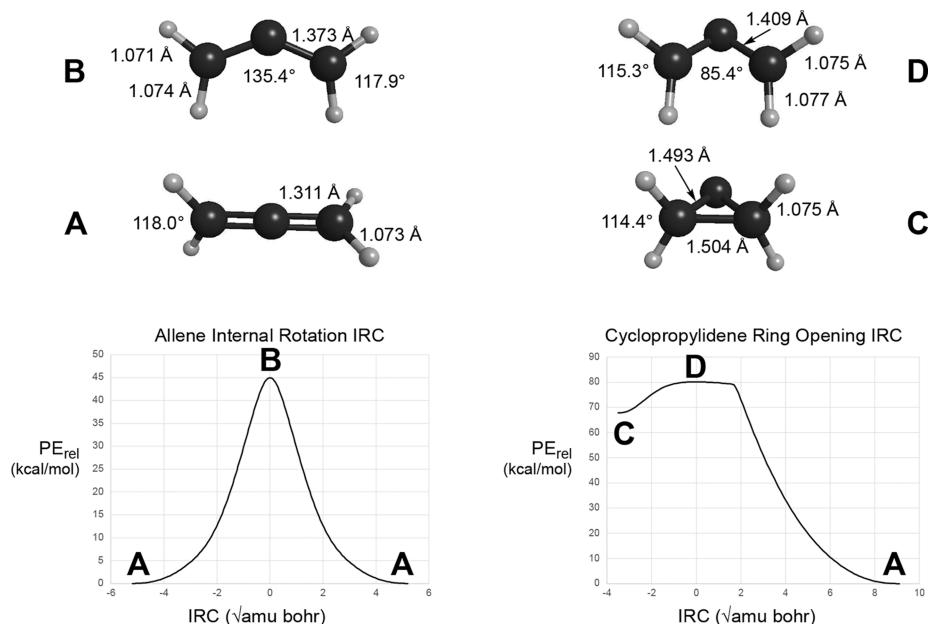 1.373 Å
1.071 Å
B
135.4°
117.9°
1.074 Å
1.409 Å
115.3°
85.4°
1.075 Å
D
1.077 Å
1.311 Å
A
118.0°
1.073 Å
1.493 Å
114.4°
1.075 Å
C
1.504 Å
Allene Internal Rotation IRC
B
50
45
40
35
30
25
20
15
10
5
0
PErel
(kcal/mol)
A
A
-6
-4
-2
0
2
4
6
IRC (√amu bohr)
Cyclopropylidene Ring Opening IRC
D
90
80
70
60
50
40
30
20
10
0
C
PErel
(kcal/mol)
A
-4
-2
0
2
4
6
8
10
IRC (√amu bohr)